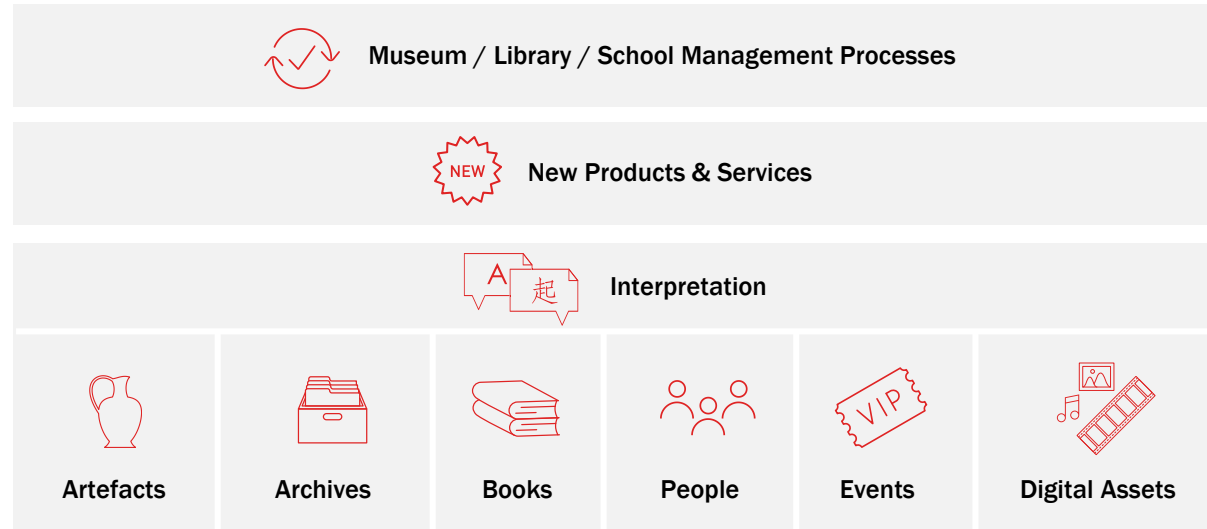 Museum / Library / School Management Processes
NEW
New Products & Services
A
起
Interpretation
VIP
Artefacts
Archives
Books
People
Events
Digital Assets